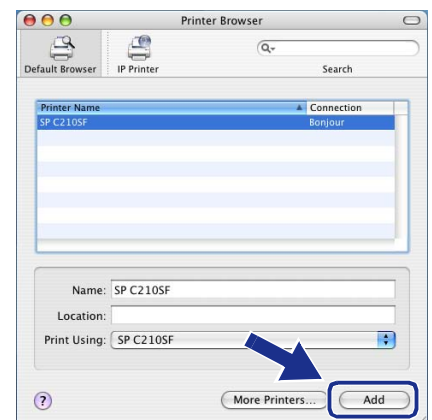 Printer Browser
Default Browser IP Printer Search
Printer Name Connection
SP C210SF Bonjour
Name: SP C210SF
Location:
Print Using: SP C210SF
? More Printers... Add